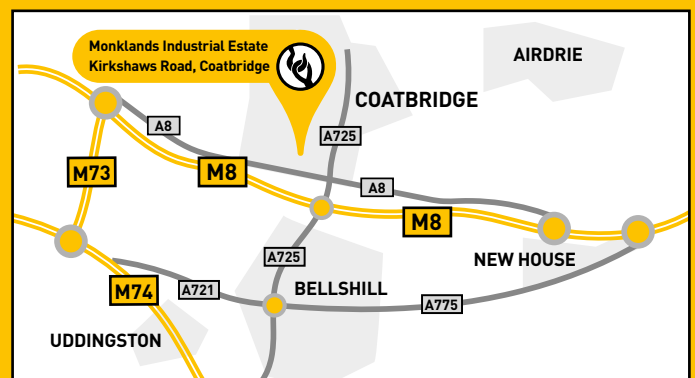 Monklands Industrial Estate
Kirkshaws Road, Coatbridge
AIRDRIE
COATBRIDGE
A8
A725
M73
M8
A8
M8
A725
NEW HOUSE
M74
A721
BELLSHILL
A775
UDDINGSTON